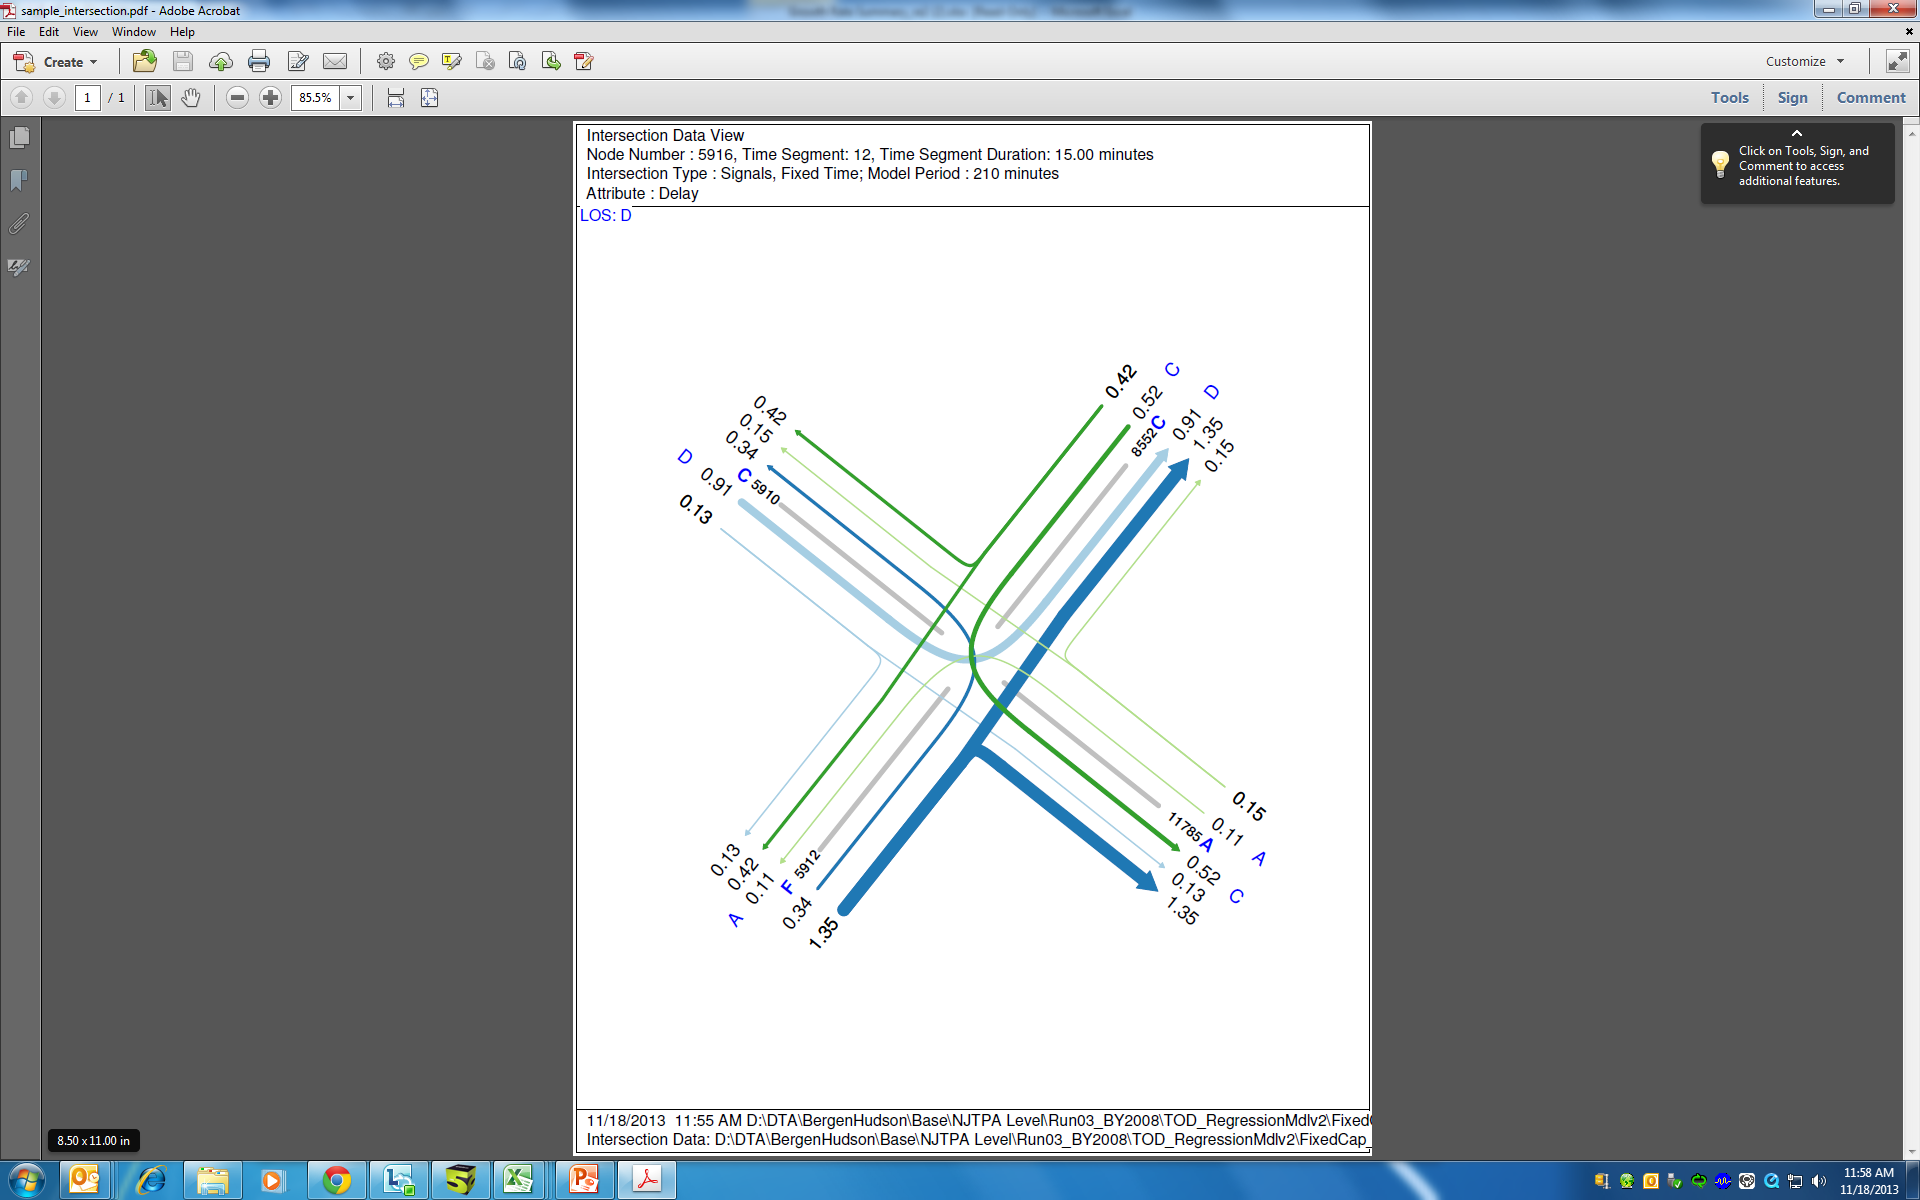 sample_intersection.pdf - Adobe Acrobat
File Edit View Window Help
Create
Customize
1 / 1
85.5%
Tools Sign Comment
Click on Tools, Sign, and
Comment to access
additional features.
Intersection Data View
Node Number : 5916, Time Segment: 12, Time Segment Duration: 15.00 minutes
Intersection Type : Signals, Fixed Time; Model Period : 210 minutes
Attribute : Delay
LOS: D
0.42
0.15
0.34
D
0.91
C 5910
0.13
0.42
C
0.52
8552 C
D
0.91
1.35
0.15
0.13
0.42
0.11
A
F 5912
0.34
1.35
0.15
0.11
A
11785 A
0.52
0.13
C
1.35
11/18/2013 11:55 AM D:\DTA\BergenHudson\Base\NJTPA Level\Run03_BY2008\TOD_RegressionMdlv2\Fixed
Intersection Data: D:\DTA\BergenHudson\Base\NJTPA Level\Run03_BY2008\TOD_RegressionMdlv2\FixedCap_
8.50 x 11.00 in
11:58 AM
11/18/2013